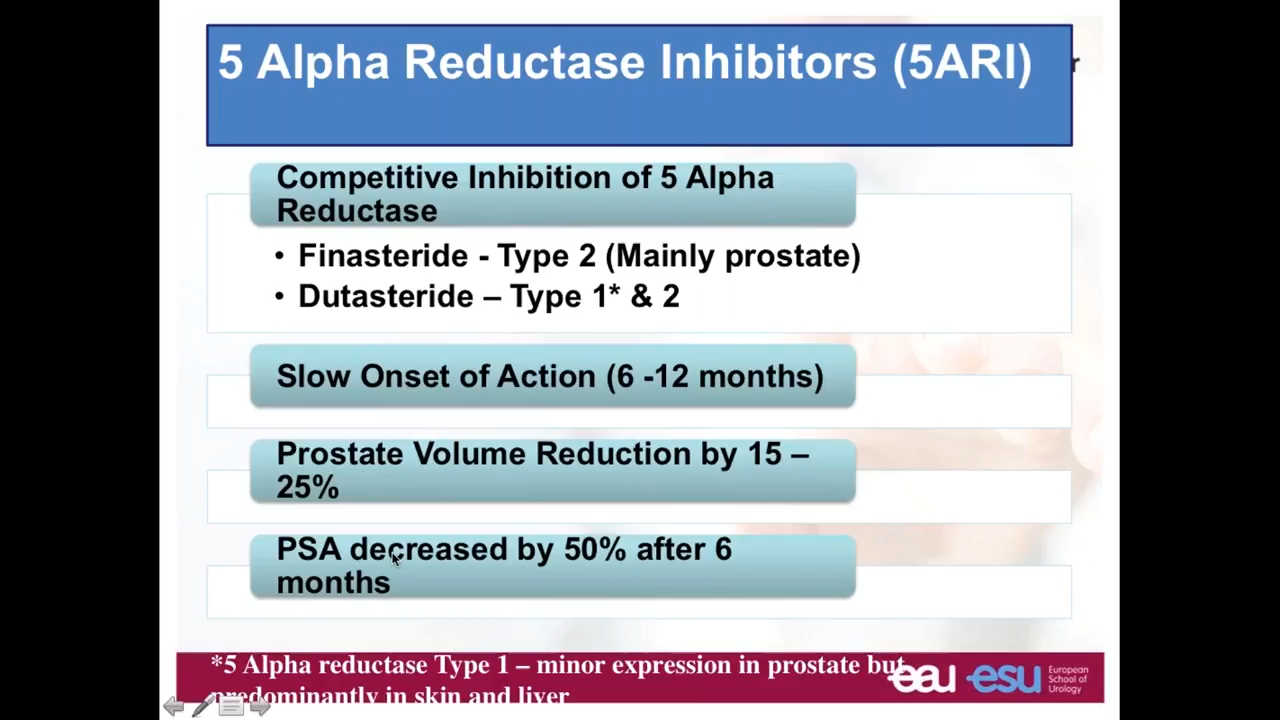 5 Alpha Reductase Inhibitors (5ARI)
r
Competitive Inhibition of 5 Alpha
Reductase
• Finasteride - Type 2 (Mainly prostate)
• Dutasteride – Type 1* & 2
Slow Onset of Action (6 -12 months)
Prostate Volume Reduction by 15 –
25%
PSA decreased by 50% after 6
months
*5 Alpha reductase Type 1 – minor expression in prostate but
predominantly in skin and liver
eau esu European
School of
Urology